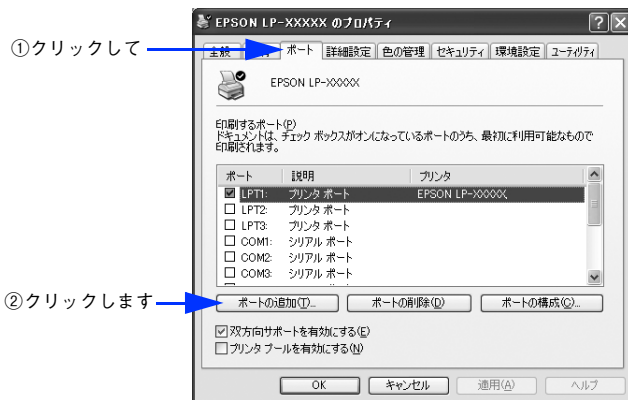 EPSON LP-XXXXX のプロパティ
①クリックして
全般
ポート 詳細設定 色の管理 セキュリティ 環境設定 ユーティリティ
EPSON LP-XXXXX
印刷するポート(P)
ドキュメントは、チェック ボックスがオンになっているポートのうち、最初に利用可能なもので
印刷されます。
ポート 説明 プリンタ
LPT1: プリンタ ポート EPSON LP-XXXXX
LPT2: プリンタ ポート
LPT3: プリンタ ポート
COM1: シリアル ポート
COM2: シリアル ポート
COM3: シリアル ポート
②クリックします
ポートの追加(T)... ポートの削除(D) ポートの構成(C)...
双方向サポートを有効にする(E)
プリンタ プールを有効にする(N)
OK キャンセル 適用(A) ヘルプ